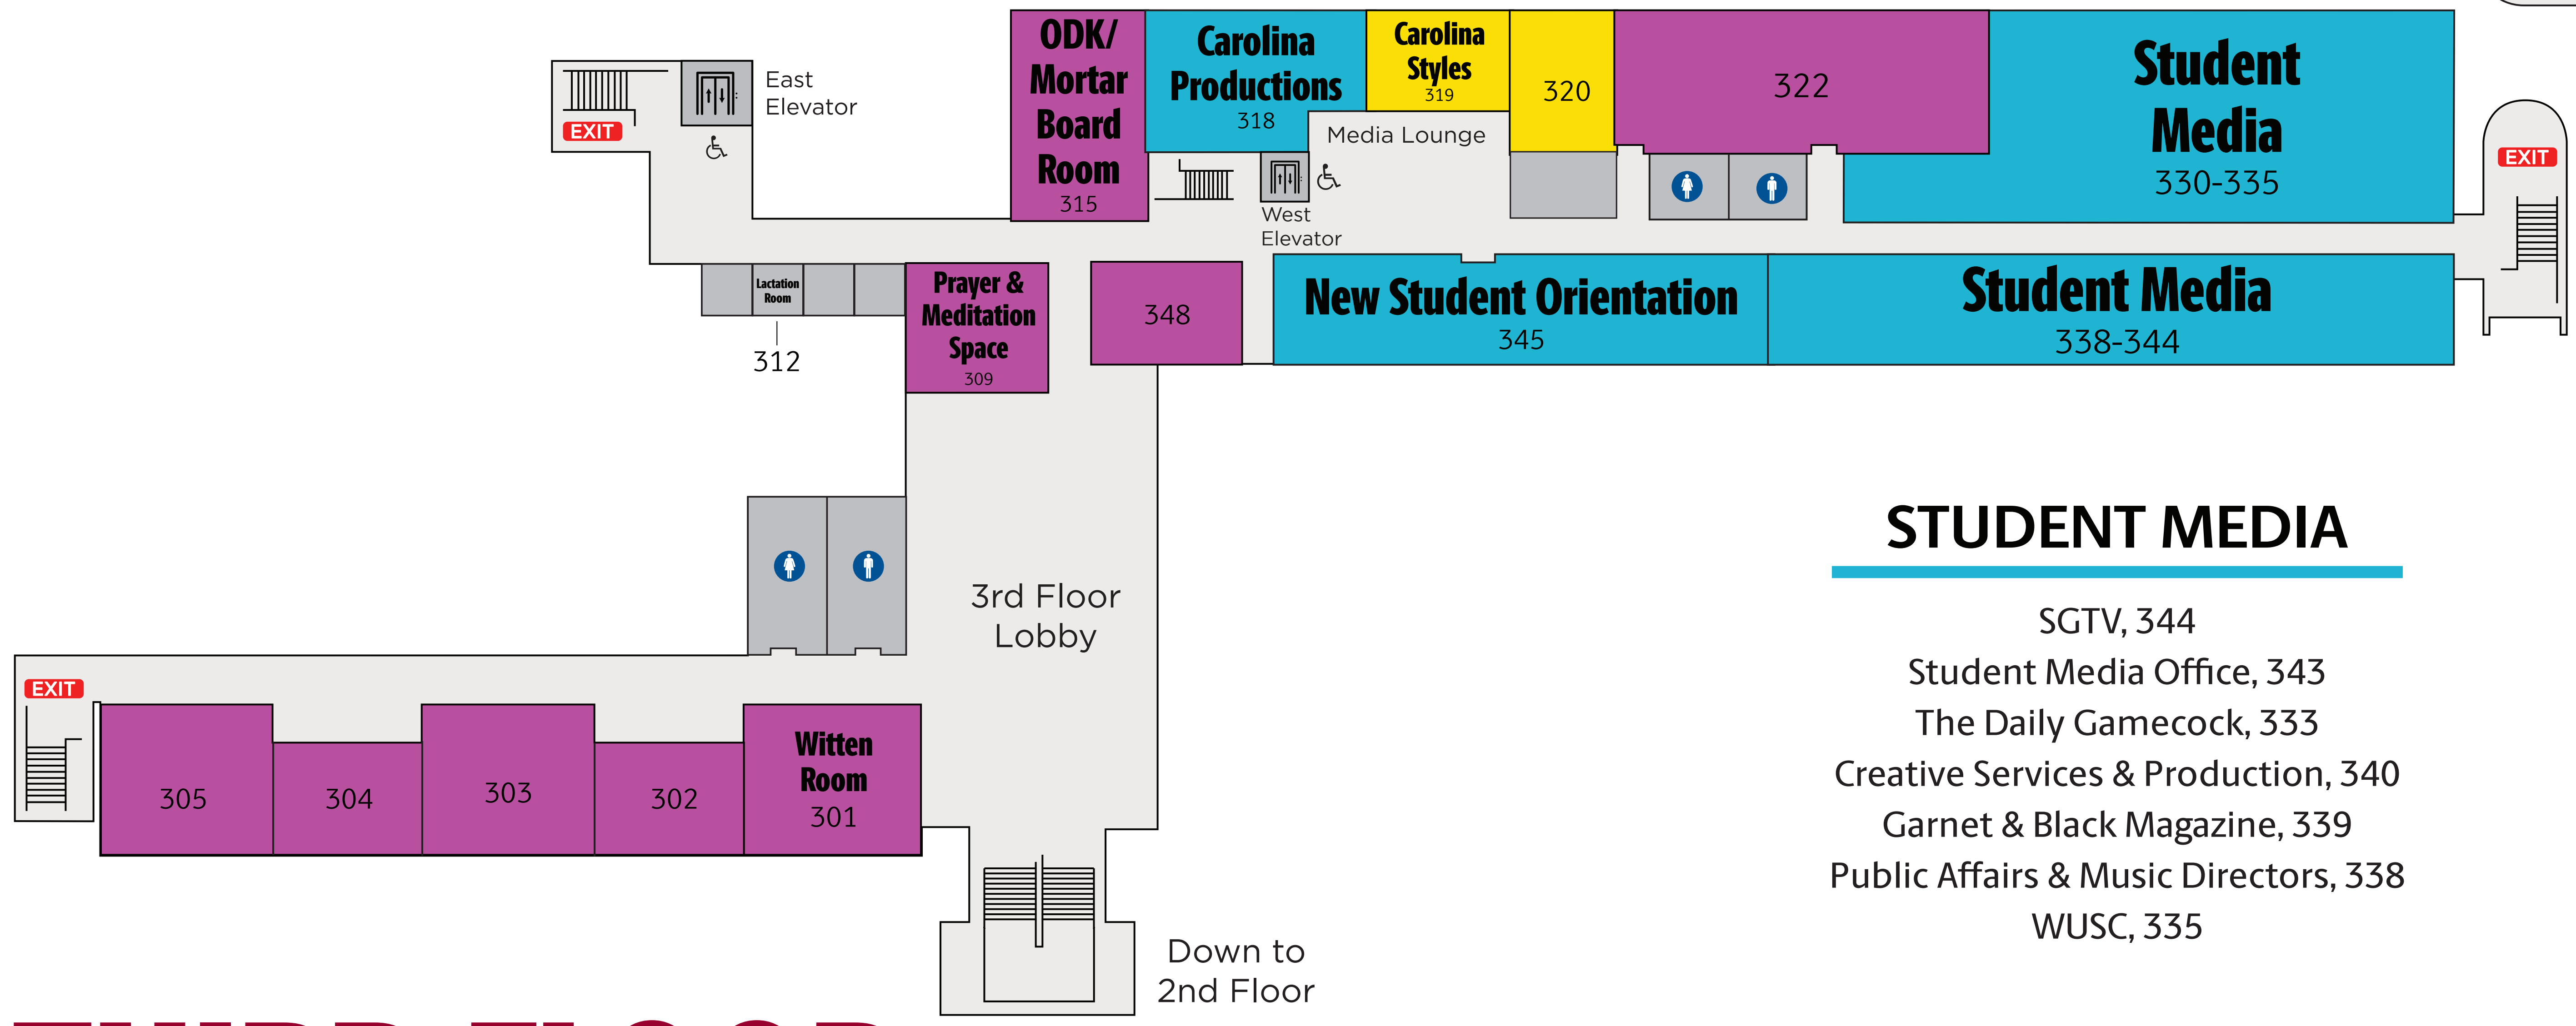 ODK/
Mortar
Board
Room
315
Carolina
Productions
318
Carolina
Styles
319
320
322
Student
Media
330-335
East
Elevator
EXIT
Media Lounge
EXIT
West
Elevator
Lactation
Room
312
Prayer &
Meditation
Space
309
348
New Student Orientation
345
Student Media
338-344
3rd Floor
Lobby
EXIT
305
304
303
302
Witten
Room
301
Down to
2nd Floor
STUDENT MEDIA
SGTV, 344
Student Media Office, 343
The Daily Gamecock, 333
Creative Services & Production, 340
Garnet & Black Magazine, 339
Public Affairs & Music Directors, 338
WUSC, 335
THIRD FLOOR